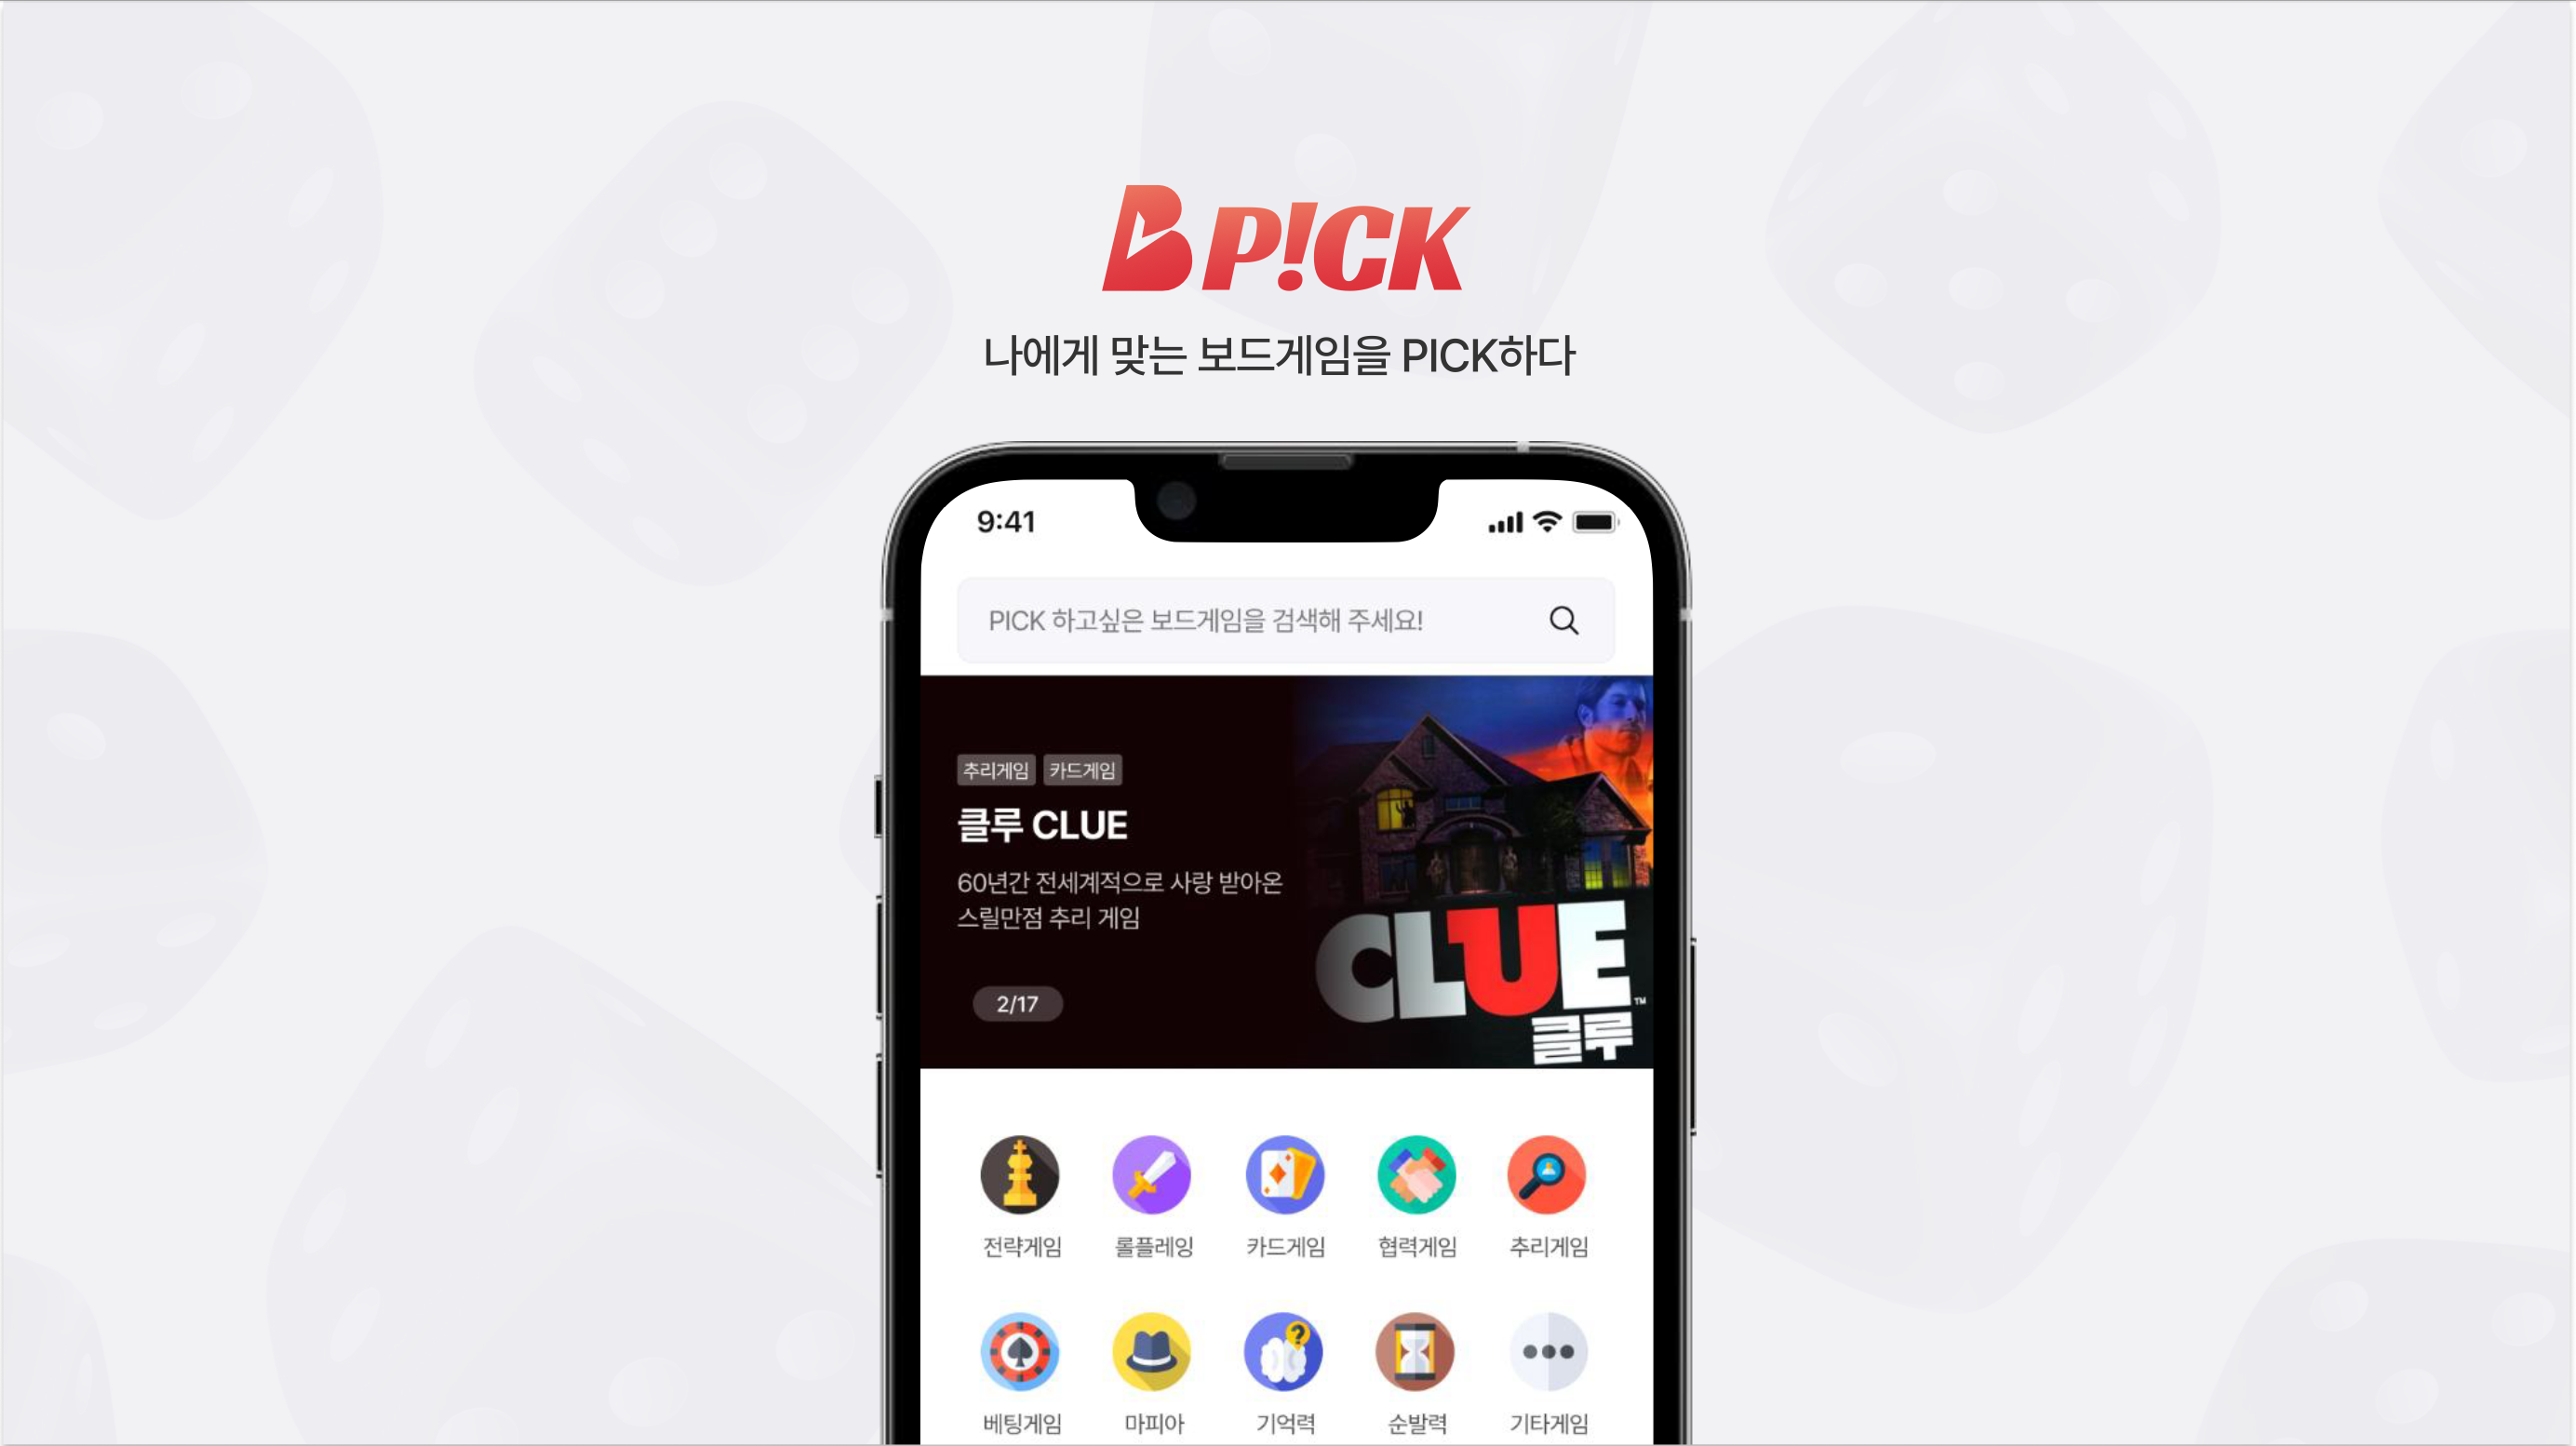 BP!CK
나에게 맞는 보드게임을 PICK하다
9:41
PICK 하고싶은 보드게임을 검색해 주세요!
추리게임 카드게임
클루 CLUE
60년간 전세계적으로 사랑 받아온
스릴만점 추리 게임
2/17
CLUE™
클루
전략게임 롤플레잉 카드게임 협력게임 추리게임
베팅게임 마피아 기억력 순발력 기타게임